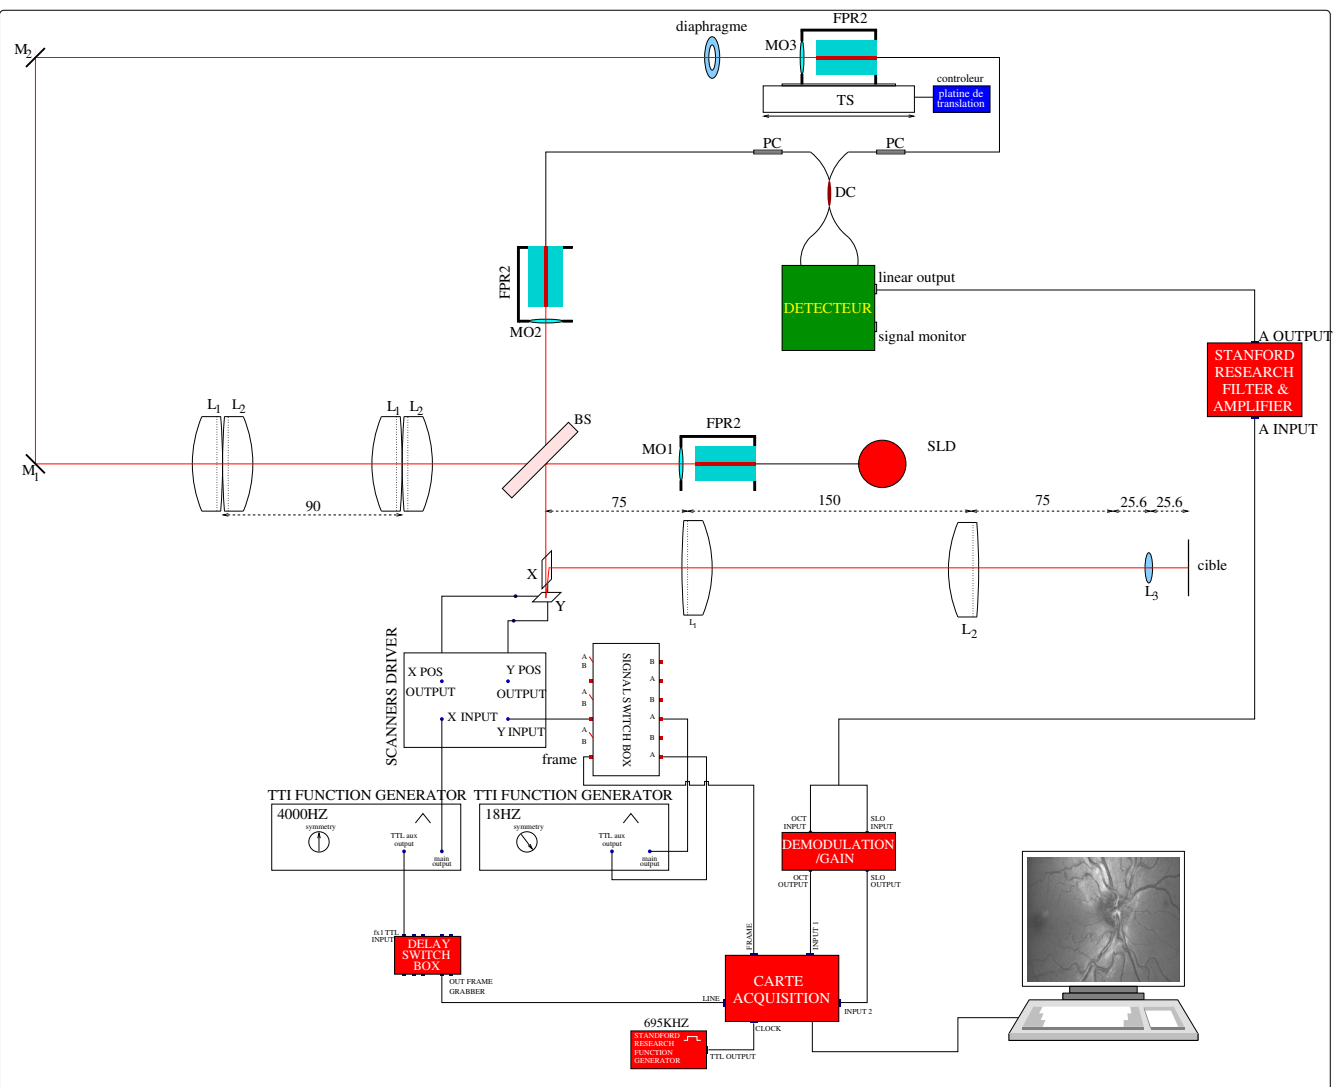 diaphragme
FPR2
M2
MO3
controleur
platine de
translation
TS
PC
PC
DC
FPR2
MO2
DETECTEUR
linear output
signal monitor
A OUTPUT
STANFORD
RESEARCH
FILTER &
AMPLIFIER
A INPUT
L1 L2
L1 L2
BS
FPR2
MO1
SLD
M1
90
75
150
75
25.6
25.6
X
Y
L1
L2
L3
cible
SCANNERS DRIVER
X POS
OUTPUT
Y POS
OUTPUT
X INPUT
Y INPUT
SIGNAL SWITCH BOX
A
B
A
B
A
B
B
A
B
A
B
A
frame
TTI FUNCTION GENERATOR
4000HZ
symmetry
TTL aux
output
main
output
TTI FUNCTION GENERATOR
18HZ
symmetry
TTL aux
output
main
output
OCT
INPUT
SLO
INPUT
DEMODULATION
/GAIN
OCT
OUTPUT
SLO
OUTPUT
fx1 TTL
INPUT
DELAY
SWITCH
BOX
OUT FRAME
GRABBER
FRAME
INPUT 1
CARTE
ACQUISITION
LINE
INPUT 2
CLOCK
695KHZ
STANDFORD
RESEARCH
FUNCTION
GENERATOR
TTL OUTPUT